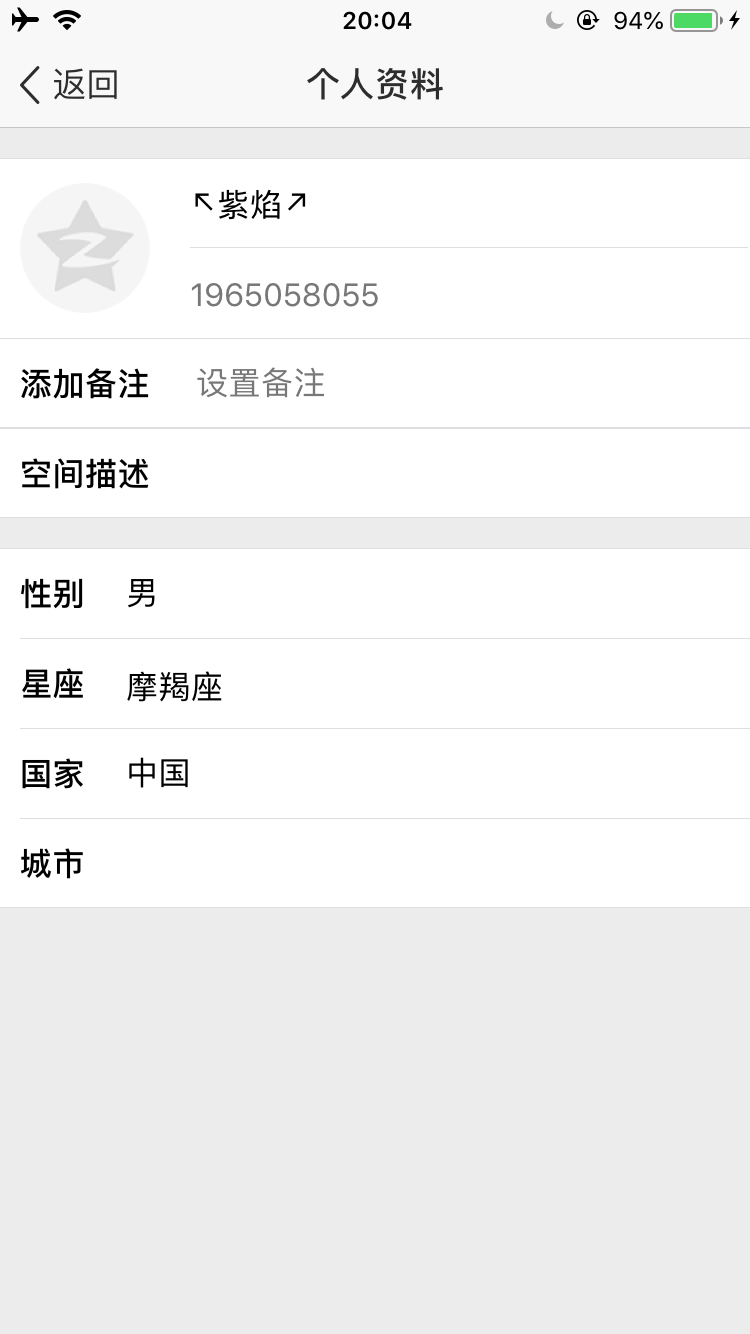 20:04
94%
返回
个人资料
↖紫焰↗
1965058055
添加备注 设置备注
空间描述
性别 男
星座 摩羯座
国家 中国
城市